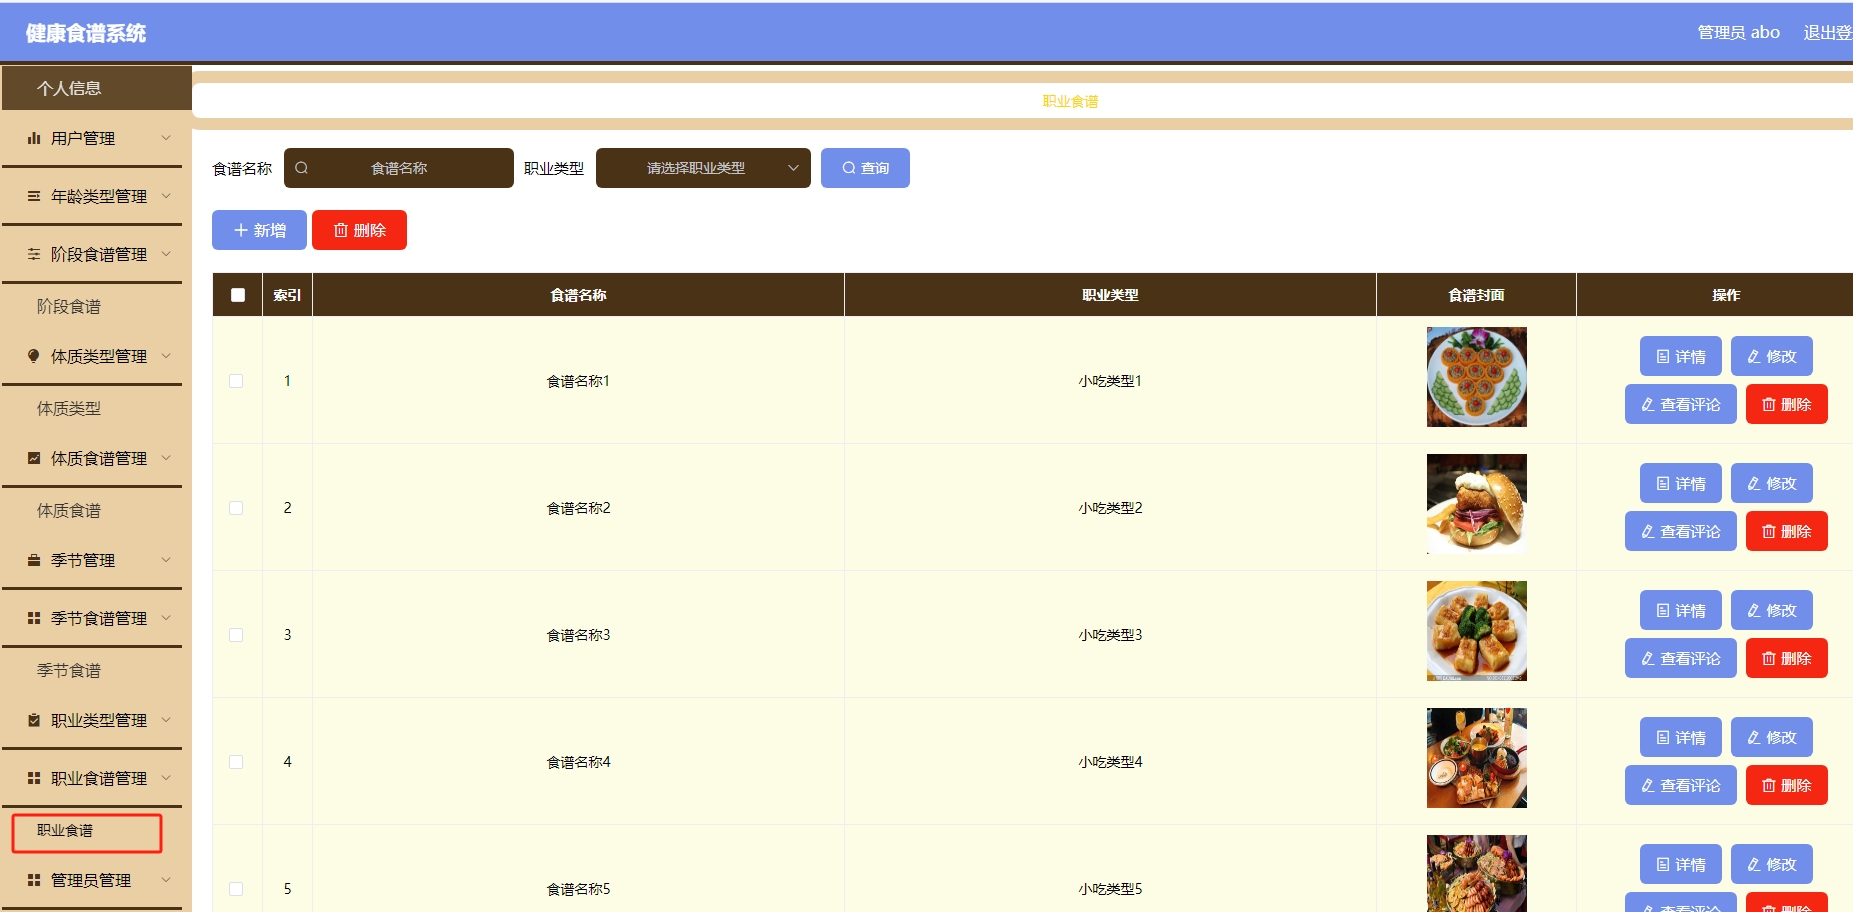 健康食谱系统
管理员 abo 退出登
个人信息
用户管理
年龄类型管理
阶段食谱管理
阶段食谱
体质类型管理
体质类型
体质食谱管理
体质食谱
季节管理
季节食谱管理
季节食谱
职业类型管理
职业食谱管理
职业食谱
管理员管理
职业食谱
食谱名称 食谱名称 职业类型 请选择职业类型 查询
新增 删除
索引 食谱名称 职业类型 食谱封面 操作
1 食谱名称1 小吃类型1 详情 修改
查看评论 删除
2 食谱名称2 小吃类型2 详情 修改
查看评论 删除
3 食谱名称3 小吃类型3 详情 修改
查看评论 删除
4 食谱名称4 小吃类型4 详情 修改
查看评论 删除
5 食谱名称5 小吃类型5 详情 修改
查看评论 删除